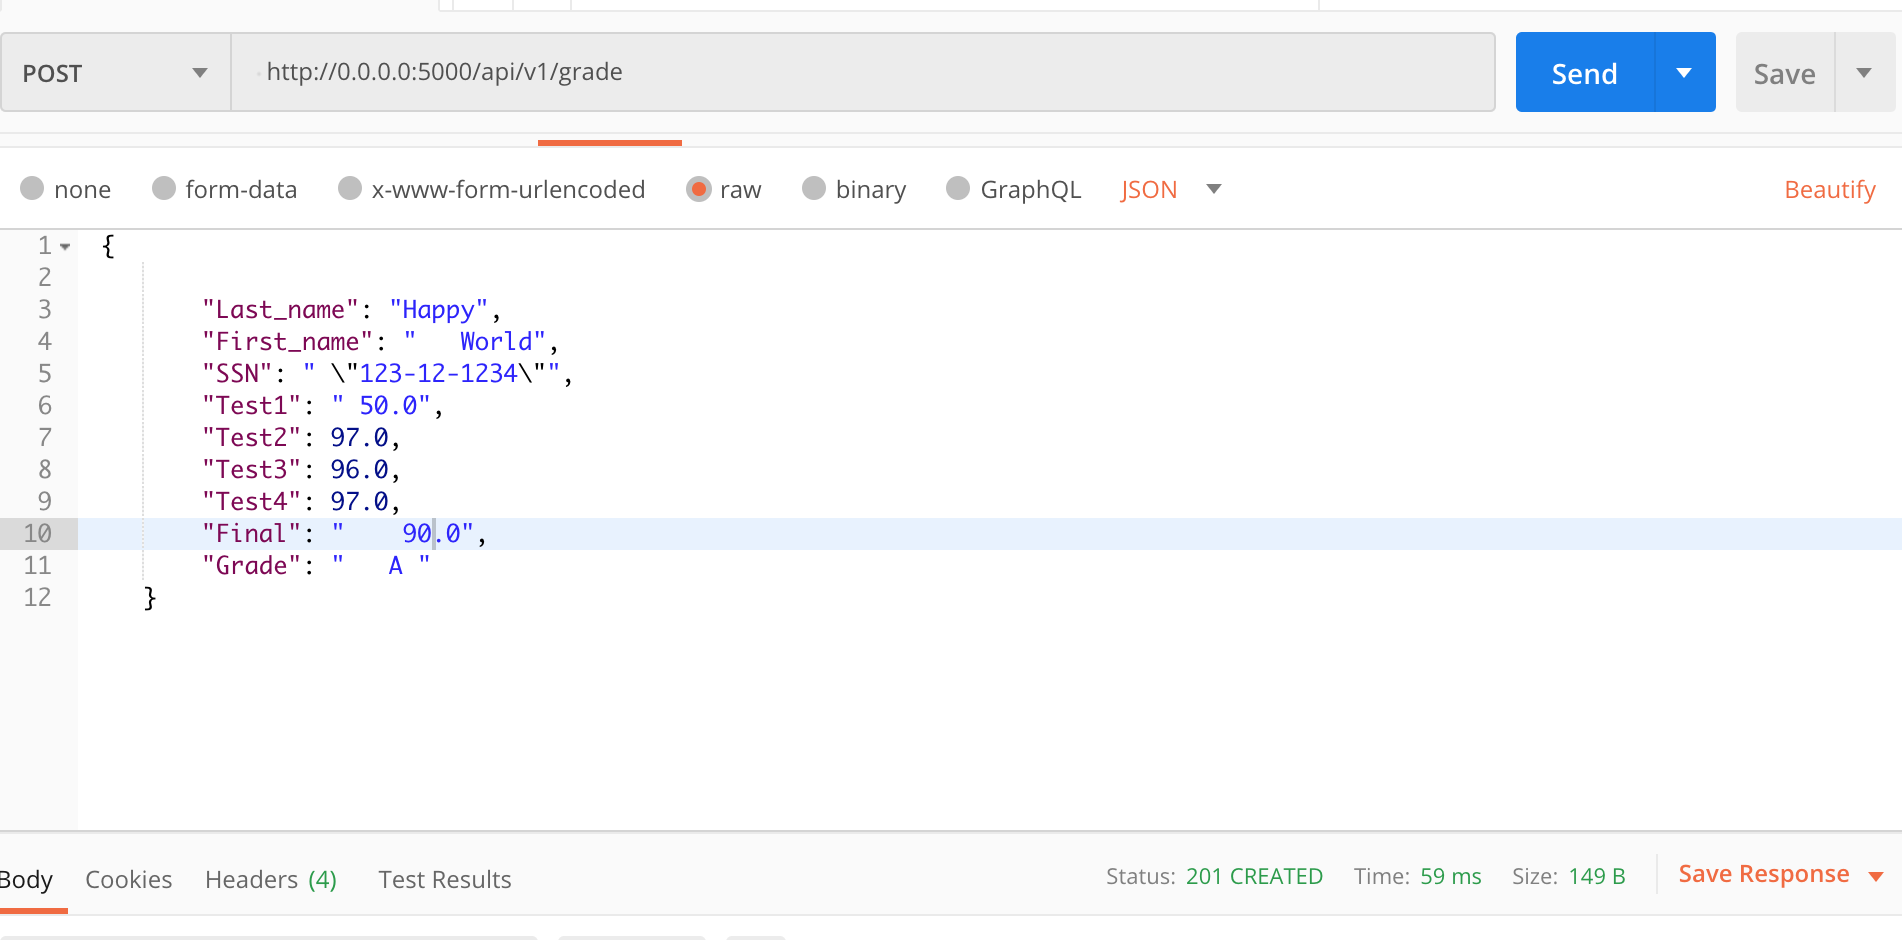 POST http://0.0.0.0:5000/api/v1/grade Send Save
none form-data x-www-form-urlencoded raw binary GraphQL JSON Beautify
1 {
2
3 "Last_name": "Happy",
4 "First_name": "   World",
5 "SSN": " \"123-12-1234\"",
6 "Test1": " 50.0",
7 "Test2": 97.0,
8 "Test3": 96.0,
9 "Test4": 97.0,
10 "Final": "    90.0",
11 "Grade": "   A "
12 }
Body Cookies Headers (4) Test Results Status: 201 CREATED Time: 59 ms Size: 149 B Save Response